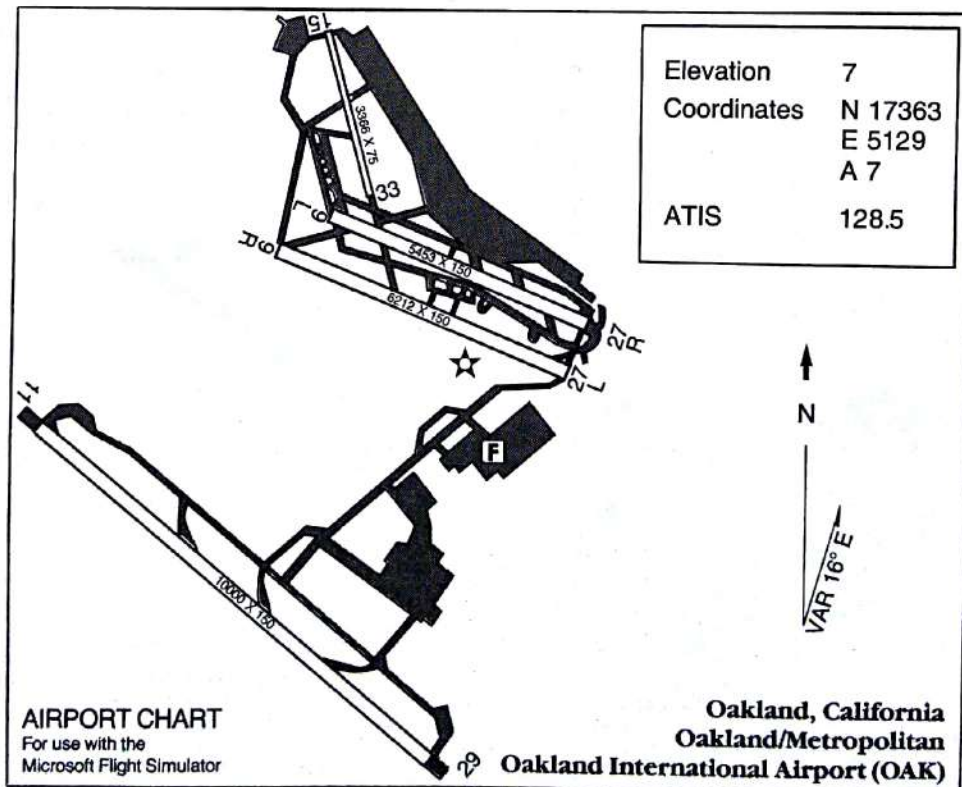 Elevation 7
Coordinates N 17363
E 5129
A 7
ATIS 128.5
15
3366 X 75
33
9 L
9 R
5453 X 150
6212 X 150
27 R
27 L
N
VAR 16° E
11
F
10000 X 150
29
AIRPORT CHART
For use with the
Microsoft Flight Simulator
Oakland, California
Oakland/Metropolitan
Oakland International Airport (OAK)